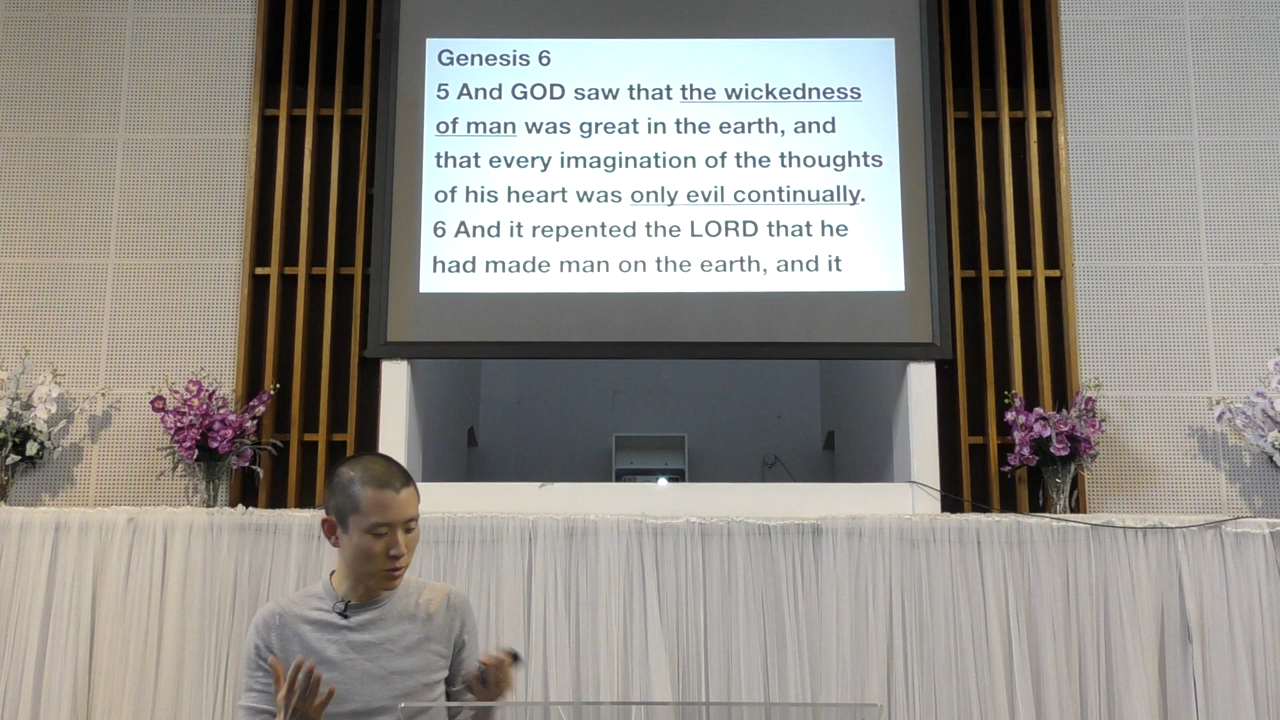 Genesis 6
5 And GOD saw that the wickedness
of man was great in the earth, and
that every imagination of the thoughts
of his heart was only evil continually.
6 And it repented the LORD that he
had made man on the earth, and it